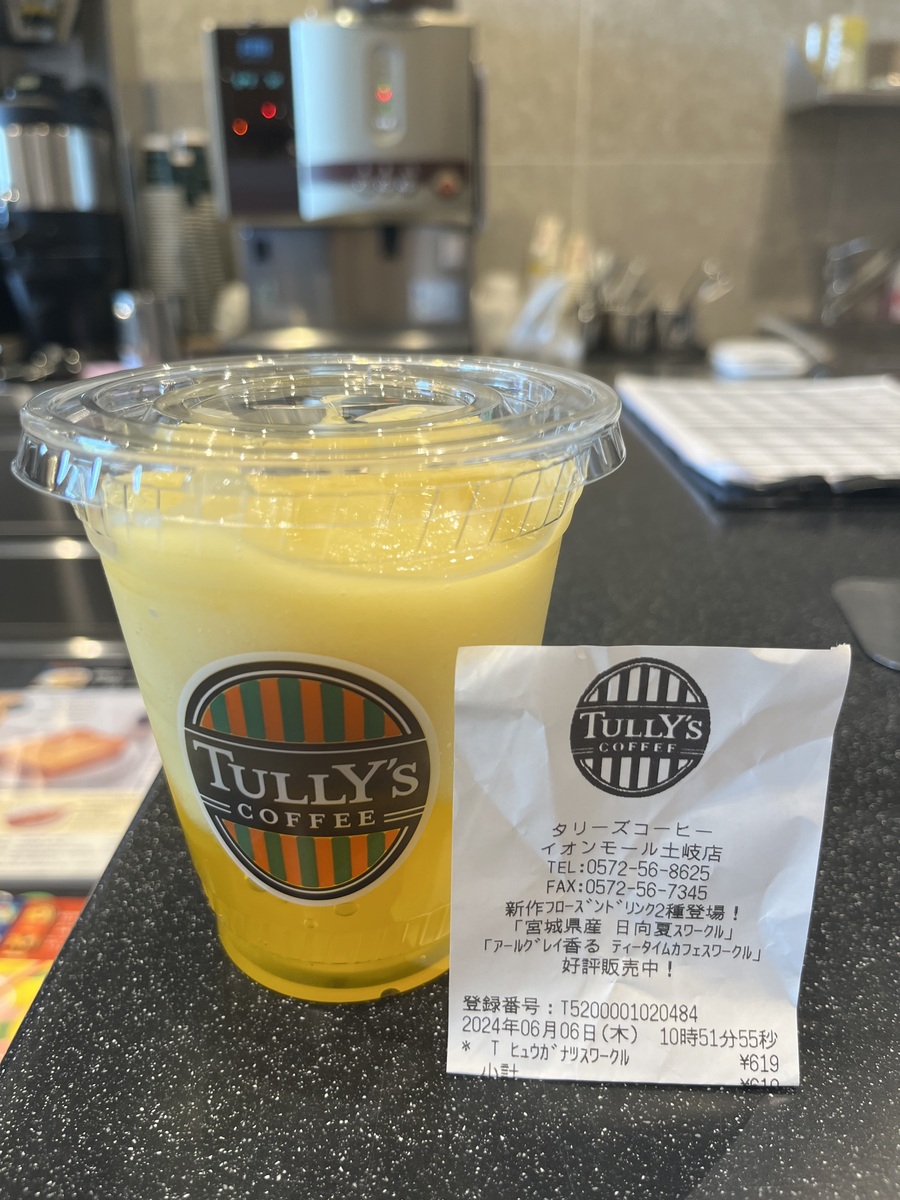 TULLY'S
COFFEE
TULLY'S
COFFEE
タリーズコーヒー
イオンモール土岐店
TEL:0572-56-8625
FAX:0572-56-7345
新作フローズンドリンク2種登場!
「宮城県産 日向夏スワークル」
「アールグレイ香る ティータイムカフェスワークル」
好評販売中!
登録番号:T5200001020484
2024年06月06日(木) 10時51分55秒
* T ヒュウガナツスワークル ¥619
小計 ¥619